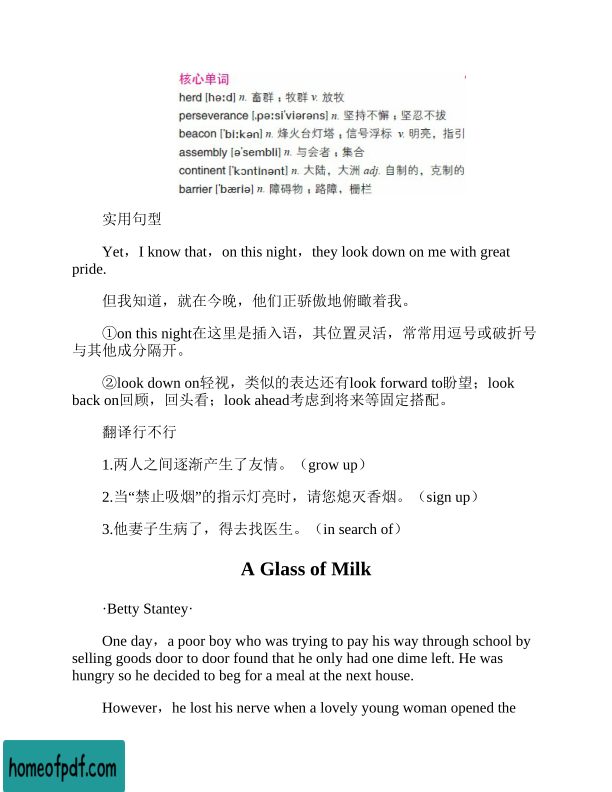 核心单词
herd [həːd] n. 畜群；牧群 v. 放牧
perseverance [ˌpəːsiˈviərəns] n. 坚持不懈；坚忍不拔
beacon [ˈbiːkən] n. 烽火台灯塔；信号浮标 v. 明亮，指引
assembly [əˈsembli] n. 与会者；集合
continent [ˈkɔntinənt] n. 大陆，大洲 adj. 自制的，克制的
barrier [ˈbæriə] n. 障碍物；路障，栅栏
实用句型
Yet，I know that，on this night，they look down on me with great
pride.
但我知道，就在今晚，他们正骄傲地俯瞰着我。
①on this night在这里是插入语，其位置灵活，常常用逗号或破折号
与其他成分隔开。
②look down on轻视，类似的表达还有look forward to盼望；look
back on回顾，回头看；look ahead考虑到将来等固定搭配。
翻译行不行
1.两人之间逐渐产生了友情。（grow up）
2.当“禁止吸烟”的指示灯亮时，请您熄灭香烟。（sign up）
3.他妻子生病了，得去找医生。（in search of）
A Glass of Milk
·Betty Stantey·
One day，a poor boy who was trying to pay his way through school by
selling goods door to door found that he only had one dime left. He was
hungry so he decided to beg for a meal at the next house.
However，he lost his nerve when a lovely young woman opened the
homeofpdf.com